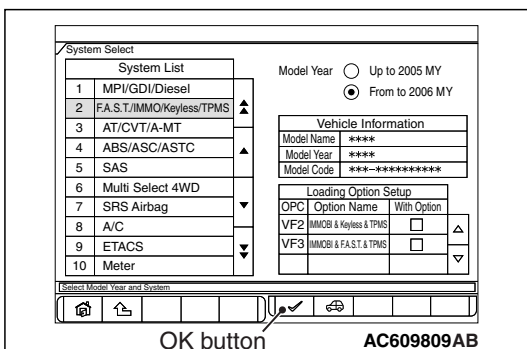 System Select
System List
1 MPI/GDI/Diesel
2 F.A.S.T./IMMO/Keyless/TPMS
3 AT/CVT/A-MT
4 ABS/ASC/ASTC
5 SAS
6 Multi Select 4WD
7 SRS Airbag
8 A/C
9 ETACS
10 Meter
Model Year Up to 2005 MY
From to 2006 MY
Vehicle Information
Model Name ****
Model Year ****
Model Code ***-**********
Loading Option Setup
OPC Option Name With Option
VF2 IMMOBI & Keyless & TPMS
VF3 IMMOBI & F.A.S.T. & TPMS
Select Model Year and System
OK button
AC609809AB